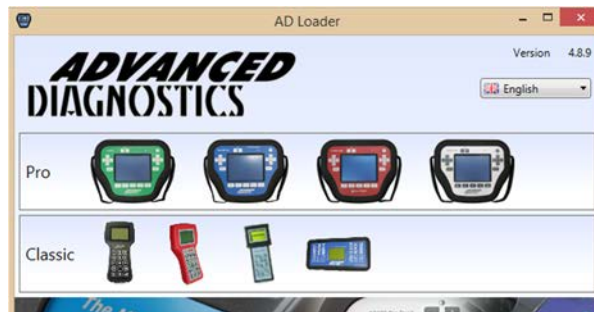 AD Loader
Version 4.8.9
ADVANCED
DIAGNOSTICS
English
Pro
Classic